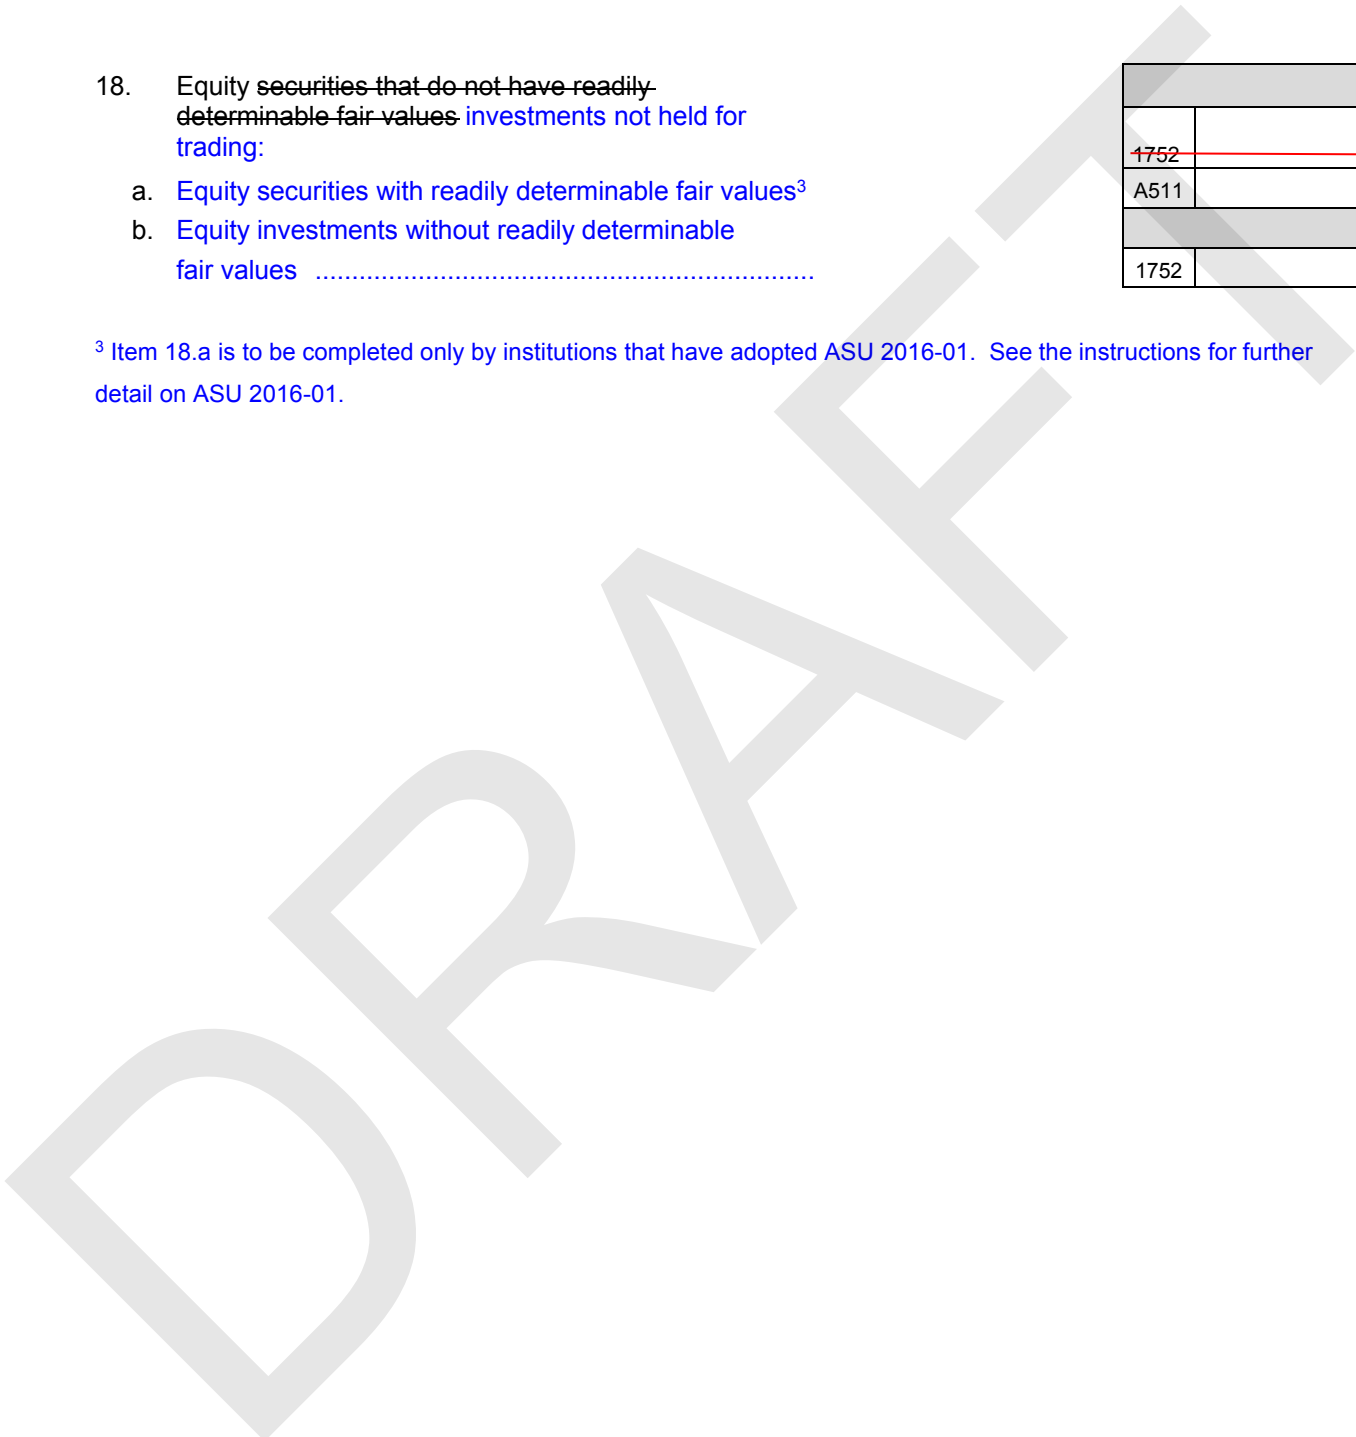 18. Equity securities that do not have readily
determinable fair values investments not held for
trading:
1752
a. Equity securities with readily determinable fair values³
A511
b. Equity investments without readily determinable
fair values .....................................................................
1752
³ Item 18.a is to be completed only by institutions that have adopted ASU 2016-01. See the instructions for further
detail on ASU 2016-01.
DRAFT